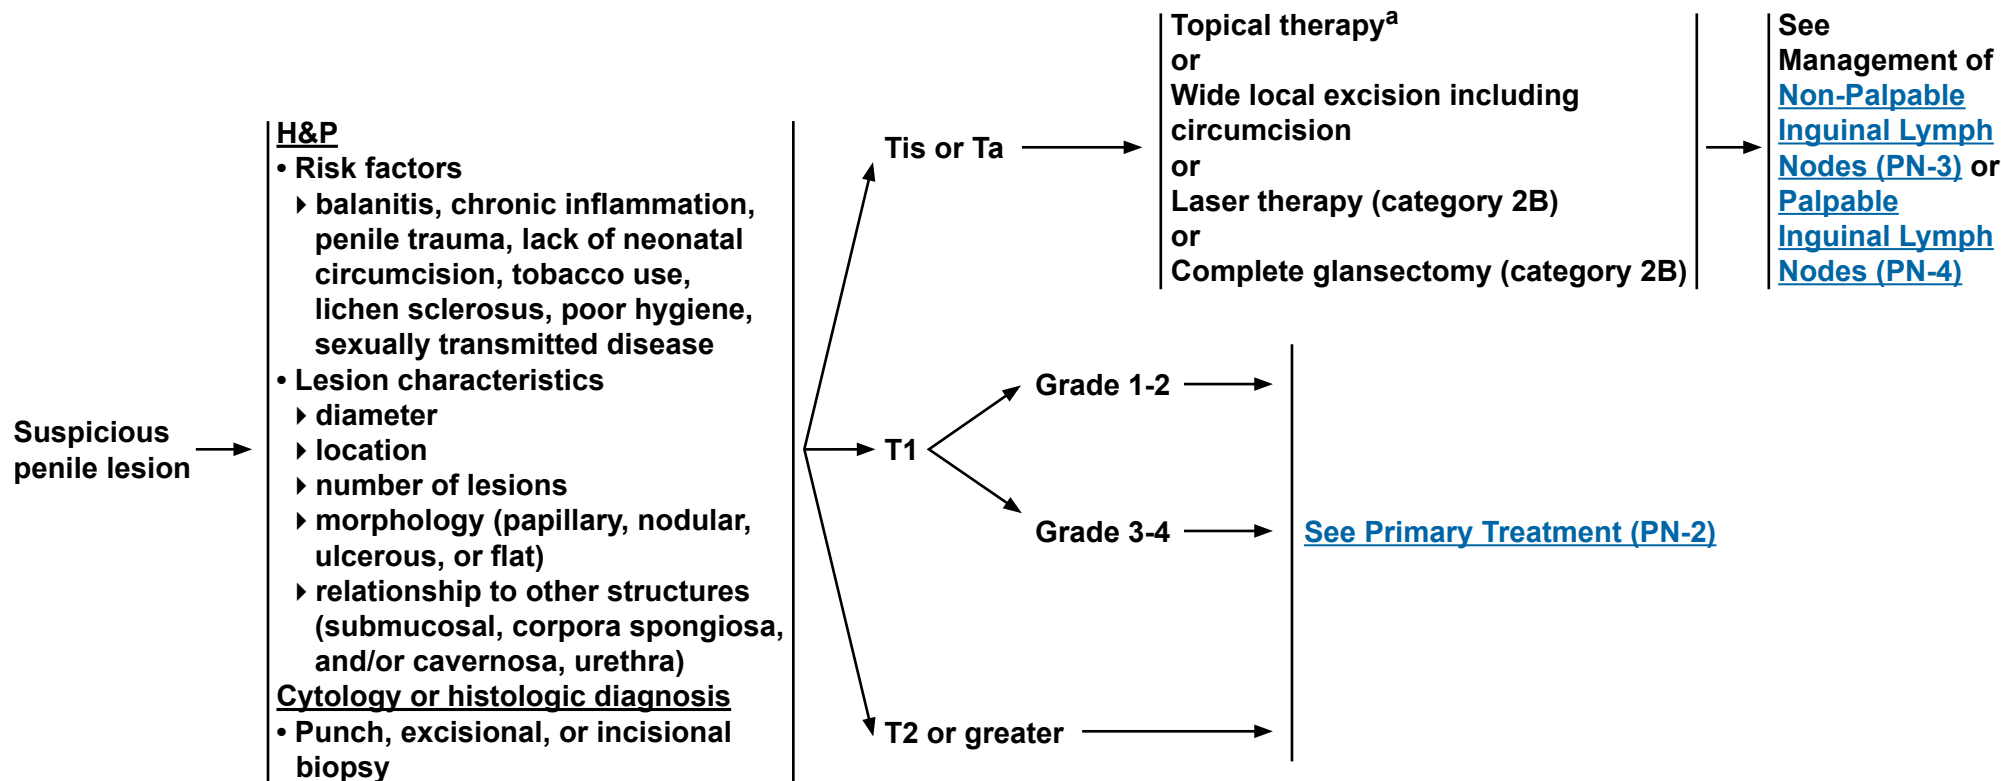 Suspicious
penile lesion
H&P
• Risk factors
▸ balanitis, chronic inflammation,
penile trauma, lack of neonatal
circumcision, tobacco use,
lichen sclerosus, poor hygiene,
sexually transmitted disease
• Lesion characteristics
▸ diameter
▸ location
▸ number of lesions
▸ morphology (papillary, nodular,
ulcerous, or flat)
▸ relationship to other structures
(submucosal, corpora spongiosa,
and/or cavernosa, urethra)
Cytology or histologic diagnosis
• Punch, excisional, or incisional
biopsy
Tis or Ta
Topical therapyᵃ
or
Wide local excision including
circumcision
or
Laser therapy (category 2B)
or
Complete glansectomy (category 2B)
See
Management of
Non-Palpable
Inguinal Lymph
Nodes (PN-3) or
Palpable
Inguinal Lymph
Nodes (PN-4)
T1
Grade 1-2
Grade 3-4
T2 or greater
See Primary Treatment (PN-2)